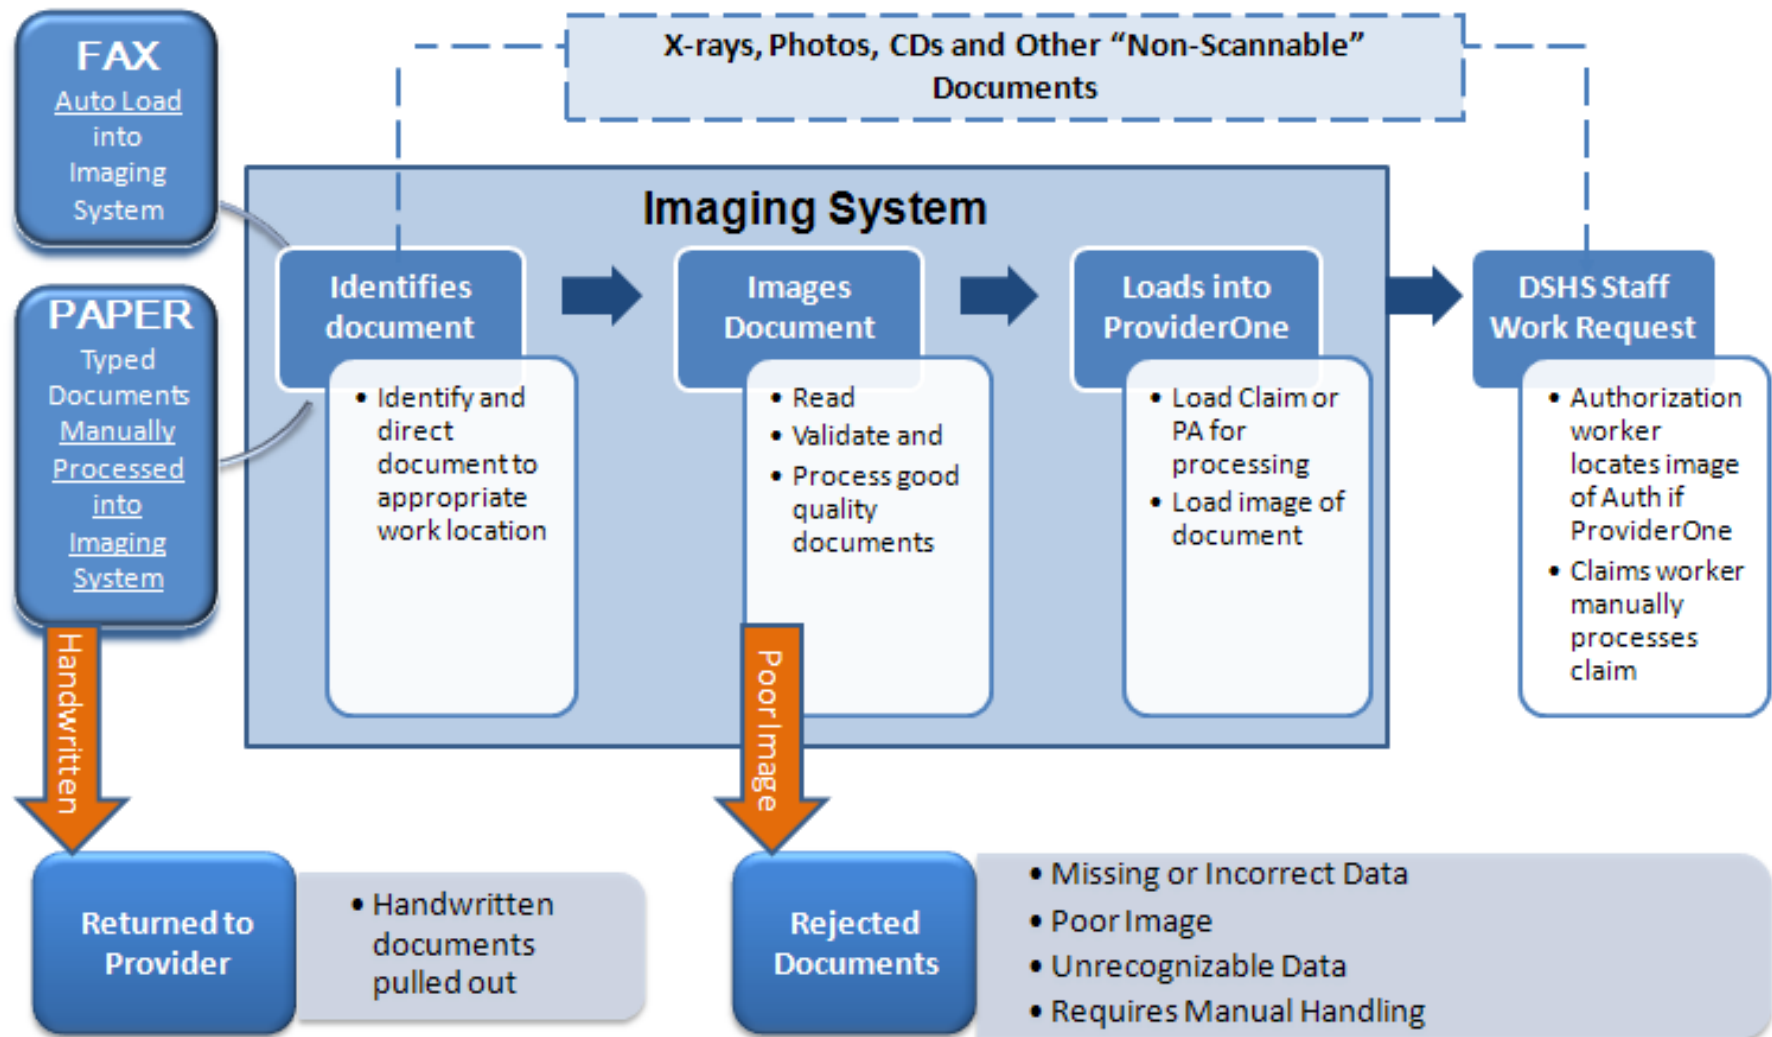 FAX
Auto Load
into
Imaging
System
X-rays, Photos, CDs and Other “Non-Scannable”
Documents
PAPER
Typed
Documents
Manually
Processed
into
Imaging
System
Imaging System
Identifies
document
• Identify and
direct
document to
appropriate
work location
Images
Document
• Read
• Validate and
• Process good
quality
documents
Loads into
ProviderOne
• Load Claim or
PA for
processing
• Load image of
document
DSHS Staff
Work Request
• Authorization
worker
locates image
of Auth if
ProviderOne
• Claims worker
manually
processes
claim
Handwritten
Poor Image
Returned to
Provider
• Handwritten
documents
pulled out
Rejected
Documents
• Missing or Incorrect Data
• Poor Image
• Unrecognizable Data
• Requires Manual Handling